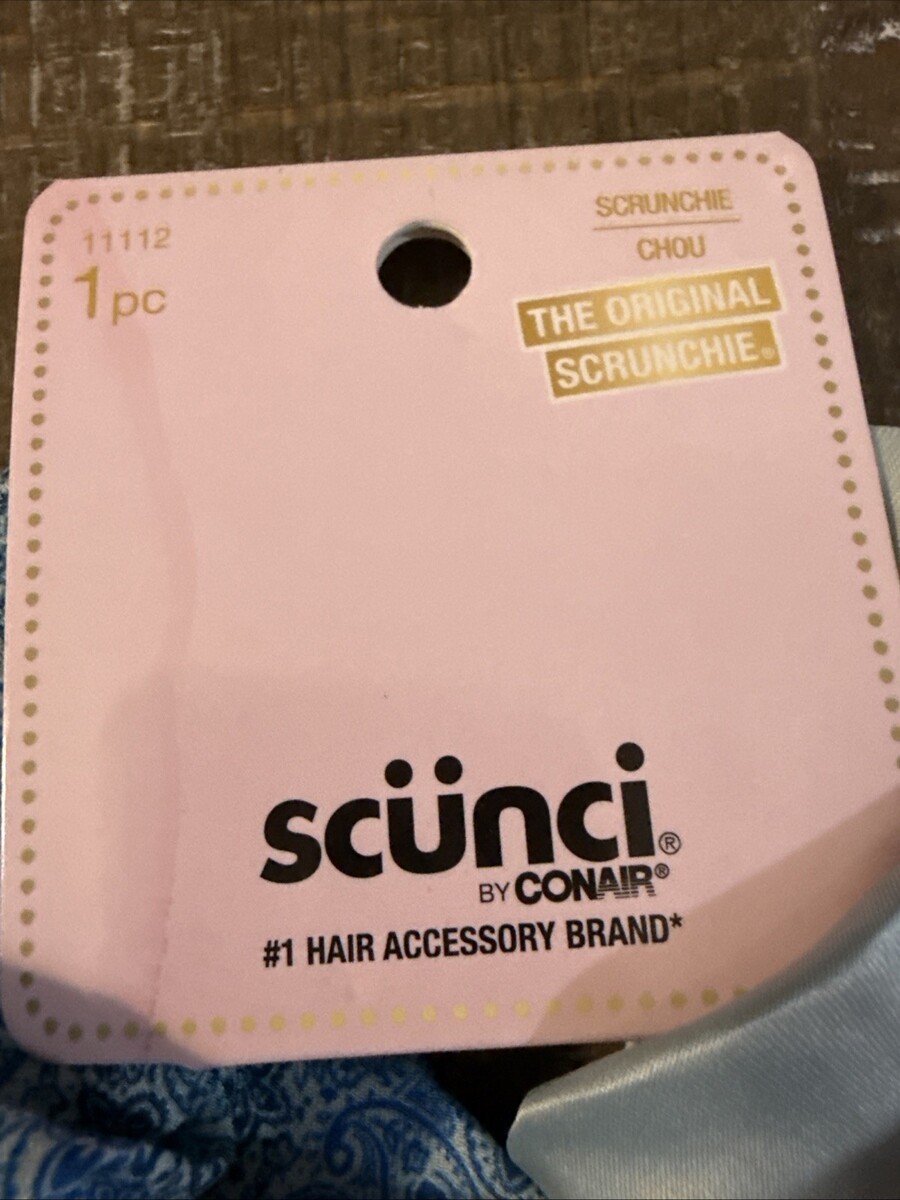 11112
1pc
SCRUNCHIE
CHOU
THE ORIGINAL
SCRUNCHIE®
scünci®
BY CONAIR®
#1 HAIR ACCESSORY BRAND*